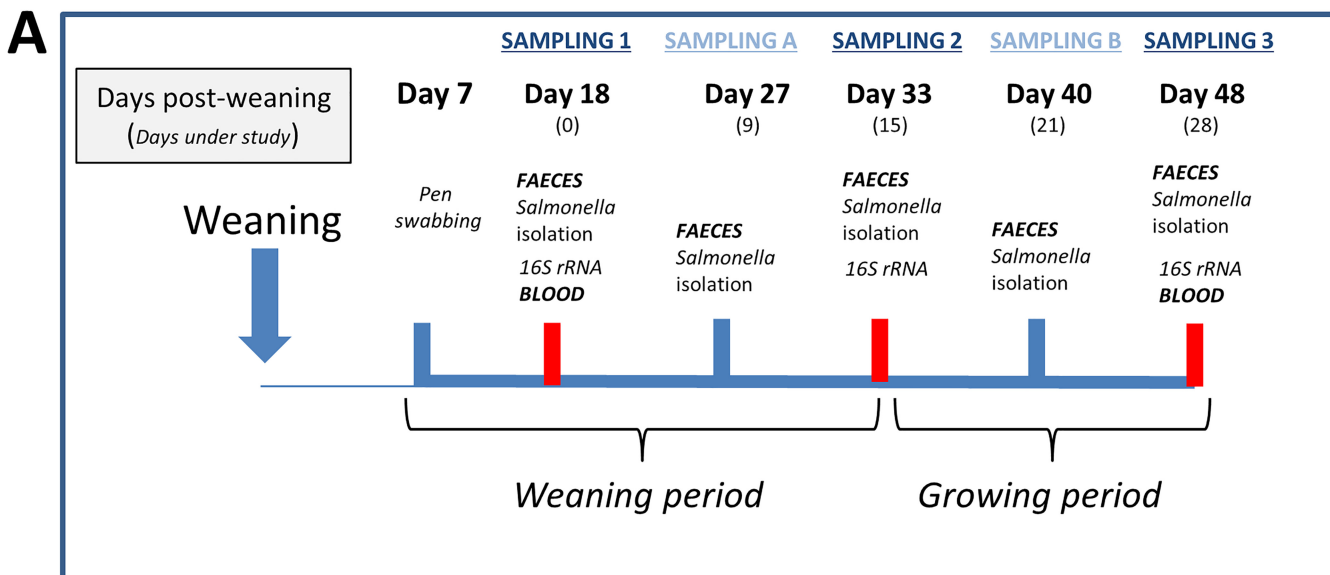 A
SAMPLING 1
SAMPLING A
SAMPLING 2
SAMPLING B
SAMPLING 3
Days post-weaning
(Days under study)
Day 7
Day 18
(0)
Day 27
(9)
Day 33
(15)
Day 40
(21)
Day 48
(28)
Weaning
Pen
swabbing
FAECES
Salmonella
isolation
16S rRNA
BLOOD
FAECES
Salmonella
isolation
FAECES
Salmonella
isolation
16S rRNA
FAECES
Salmonella
isolation
FAECES
Salmonella
isolation
16S rRNA
BLOOD
Weaning period
Growing period